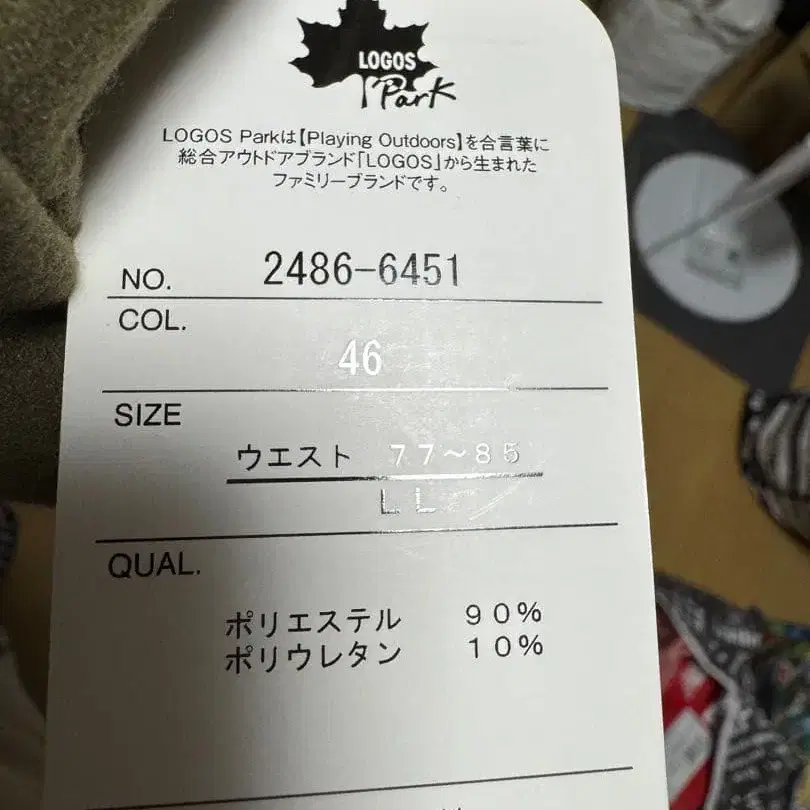 LOGOS
Park
LOGOS Parkは【Playing Outdoors】を合言葉に
総合アウトドアブランド「LOGOS」から生まれた
ファミリーブランドです。
NO. 2486-6451
COL.
46
SIZE
ウエスト 77~85
LL
QUAL.
ポリエステル 90%
ポリウレタン 10%